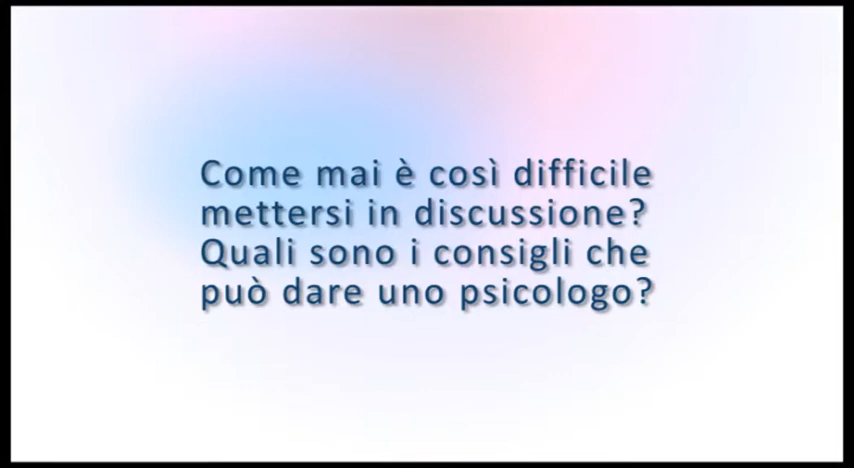 Come mai è così difficile
mettersi in discussione?
Quali sono i consigli che
può dare uno psicologo?